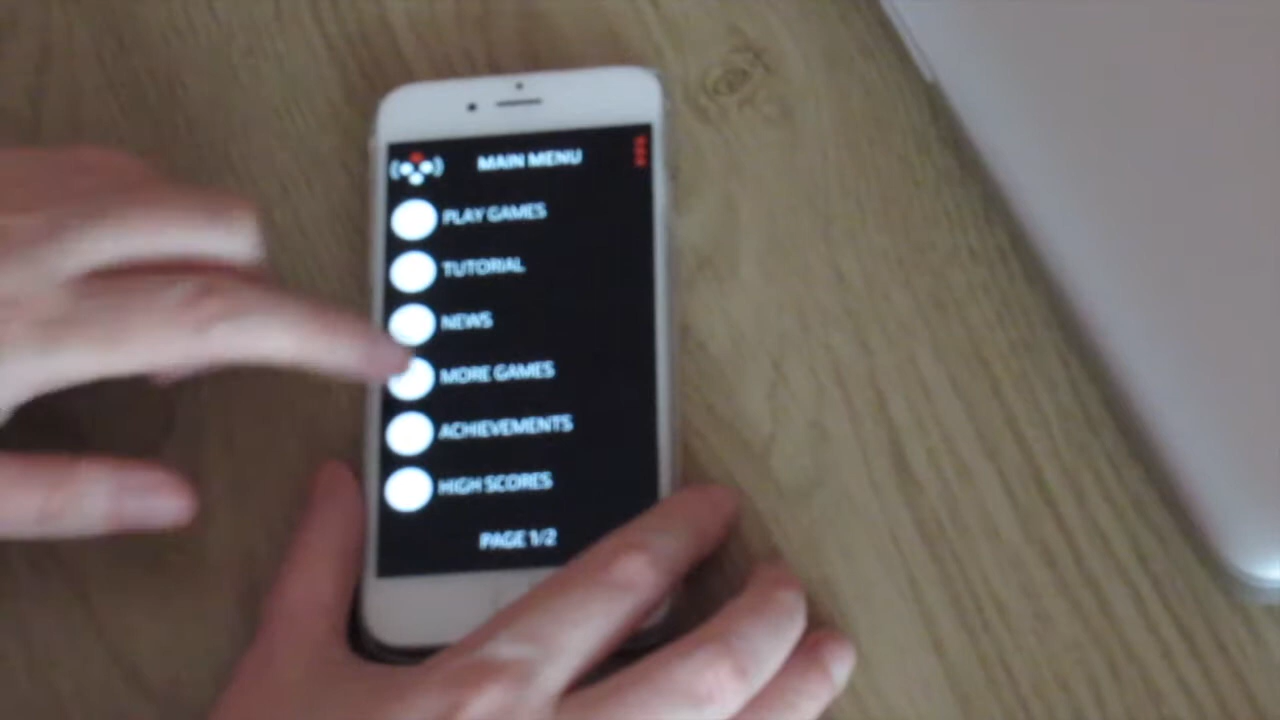 MAIN MENU
PLAY GAMES
TUTORIAL
NEWS
MORE GAMES
ACHIEVEMENTS
HIGH SCORES
PAGE 1/2